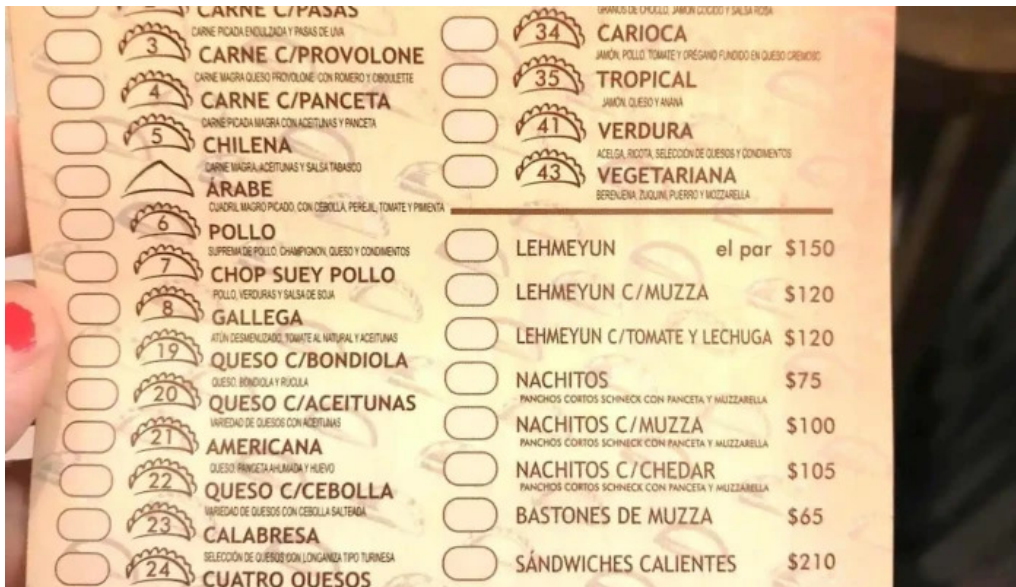 CARNE C/PASAS
CARNE PICADA ENDULZADA Y PASAS DE UVA
3
CARNE C/PROVOLONE
CARNE MAGRA QUESO PROVOLONE CON ROMERO Y CIBOULETTE
4
CARNE C/PANCETA
CARNE PICADA MAGRA CON ACEITUNAS Y PANCETA
5
CHILENA
CARNE MAGRA, ACEITUNAS Y SALSA TABASCO
ÁRABE
CUADRIL MAGRO PICADO, CON CEBOLLA, PEREJIL, TOMATE Y PIMIENTA
6
POLLO
SUPREMA DE POLLO, CHAMPIGNON, QUESO Y CONDIMENTOS
7
CHOP SUEY POLLO
POLLO, VERDURAS Y SALSA DE SOJA
8
GALLEGA
ATÚN DESMENUZADO, TOMATE AL NATURAL Y ACEITUNAS
19
QUESO C/BONDIOLA
QUESO, BONDIOLA Y RÚCULA
20
QUESO C/ACEITUNAS
VARIEDAD DE QUESOS CON ACEITUNAS
21
AMERICANA
QUESO, PANCETA AHUMADA Y HUEVO
22
QUESO C/CEBOLLA
VARIEDAD DE QUESOS CON CEBOLLA SALTEADA
23
CALABRESA
SELECCIÓN DE QUESOS CON LONGANIZA TIPO TURINESA
24
CUATRO QUESOS
GRANOS DE CHOCLO, JAMÓN COCIDO Y SALSA ROSA
34
CARIOCA
JAMÓN, POLLO, TOMATE Y ORÉGANO FUNDIDO EN QUESO CREMOSO
35
TROPICAL
JAMÓN, QUESO Y ANANÁ
41
VERDURA
ACELGA, RICOTA, SELECCIÓN DE QUESOS Y CONDIMENTOS
43
VEGETARIANA
BERENJENA, ZUQUINI, PUERRO Y MOZZARELLA
LEHMEYUN el par $150
LEHMEYUN C/MUZZA $120
LEHMEYUN C/TOMATE Y LECHUGA $120
NACHITOS $75
PANCHOS CORTOS SCHNECK CON PANCETA Y MUZZARELLA
NACHITOS C/MUZZA $100
PANCHOS CORTOS SCHNECK CON PANCETA Y MUZZARELLA
NACHITOS C/CHEDAR $105
PANCHOS CORTOS SCHNECK CON PANCETA Y MUZZARELLA
BASTONES DE MUZZA $65
SÁNDWICHES CALIENTES $210